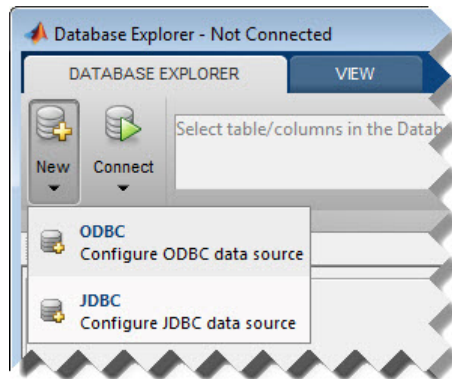 Database Explorer - Not Connected
DATABASE EXPLORER
VIEW
New
Connect
Select table/columns in the Datab
ODBC
Configure ODBC data source
JDBC
Configure JDBC data source